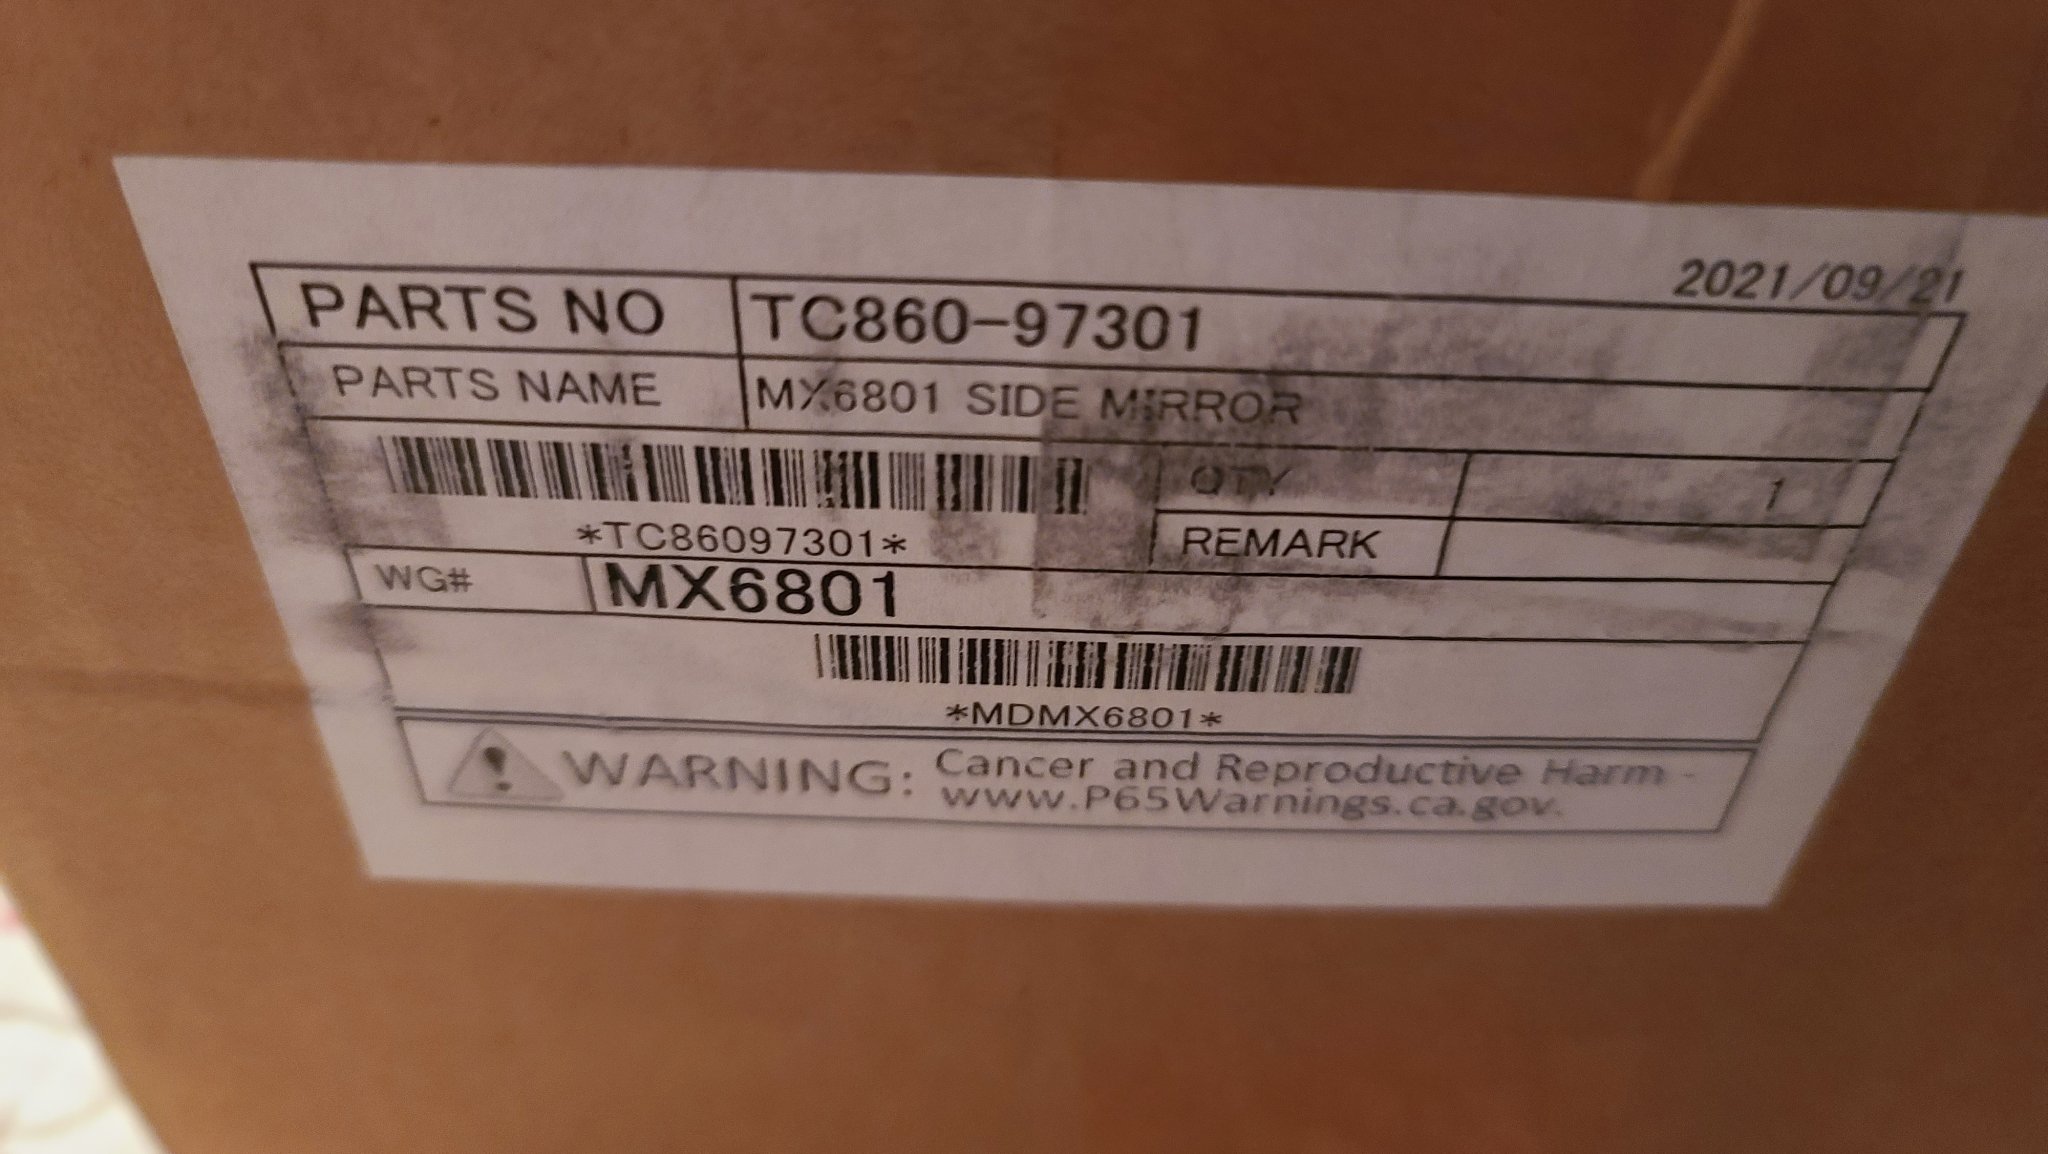 2021/09/21
PARTS NO TC860-97301
PARTS NAME MX6801 SIDE MIRROR
QTY 1
*TC86097301*
REMARK
WG# MX6801
*MDMX6801*
WARNING: Cancer and Reproductive Harm -
www.P65Warnings.ca.gov.